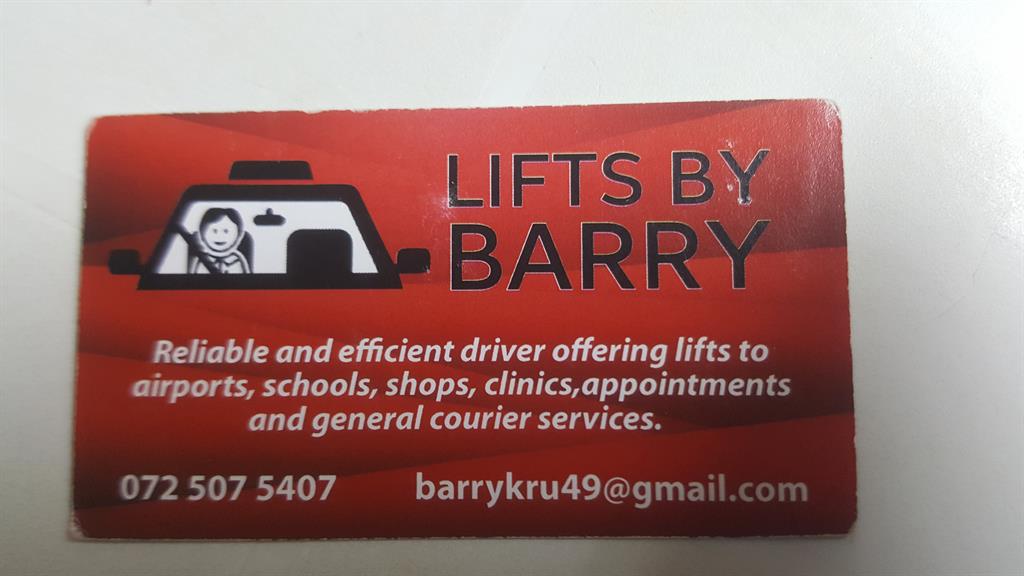 LIFTS BY
BARRY
Reliable and efficient driver offering lifts to
airports, schools, shops, clinics,appointments
and general courier services.
072 507 5407 barrykru49@gmail.com